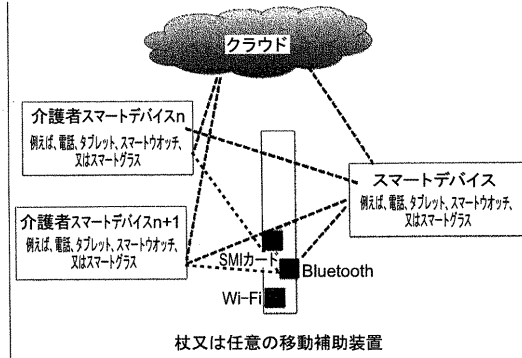 クラウド
介護者スマートデバイスn
例えば、電話、タブレット、スマートウオッチ、
又はスマートグラス
スマートデバイス
例えば、電話、タブレット、スマートウオッチ、
又はスマートグラス
介護者スマートデバイスn+1
例えば、電話、タブレット、スマートウオッチ、
又はスマートグラス
SMIカード
Bluetooth
Wi-Fi
杖又は任意の移動補助装置